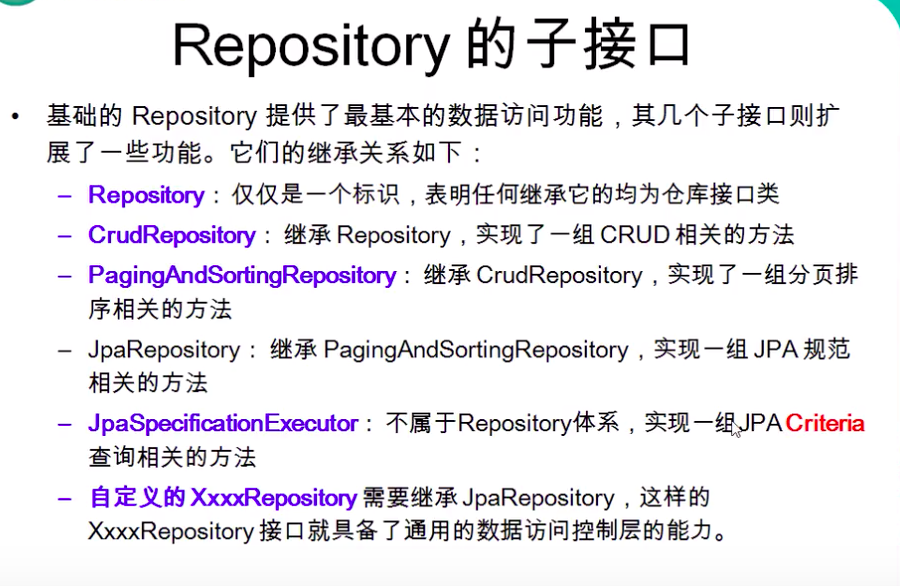 Repository 的子接口
• 基础的 Repository 提供了最基本的数据访问功能，其几个子接口则扩
展了一些功能。它们的继承关系如下：
– Repository： 仅仅是一个标识，表明任何继承它的均为仓库接口类
– CrudRepository： 继承 Repository，实现了一组 CRUD 相关的方法
– PagingAndSortingRepository： 继承 CrudRepository，实现了一组分页排
序相关的方法
– JpaRepository： 继承 PagingAndSortingRepository，实现一组 JPA 规范
相关的方法
– JpaSpecificationExecutor： 不属于Repository体系，实现一组JPA Criteria
查询相关的方法
– 自定义的 XxxxRepository 需要继承 JpaRepository，这样的
XxxxRepository 接口就具备了通用的数据访问控制层的能力。